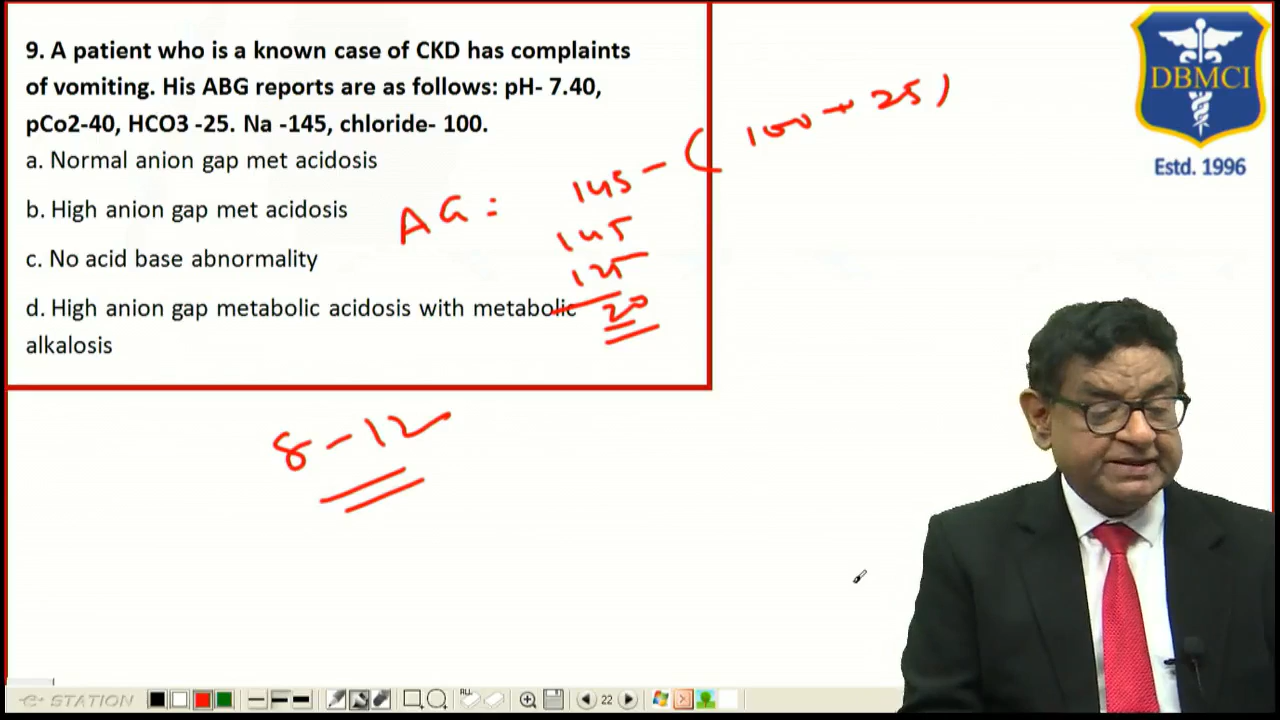 9. A patient who is a known case of CKD has complaints
of vomiting. His ABG reports are as follows: pH- 7.40,
pCo2-40, HCO3 -25. Na -145, chloride- 100.
a. Normal anion gap met acidosis
b. High anion gap met acidosis
c. No acid base abnormality
d. High anion gap metabolic acidosis with metabolic
alkalosis
AG = 145 - (100 + 25)
145
125
20
8-12
DBMCI
Estd. 1996
e-STATION
ALL
22